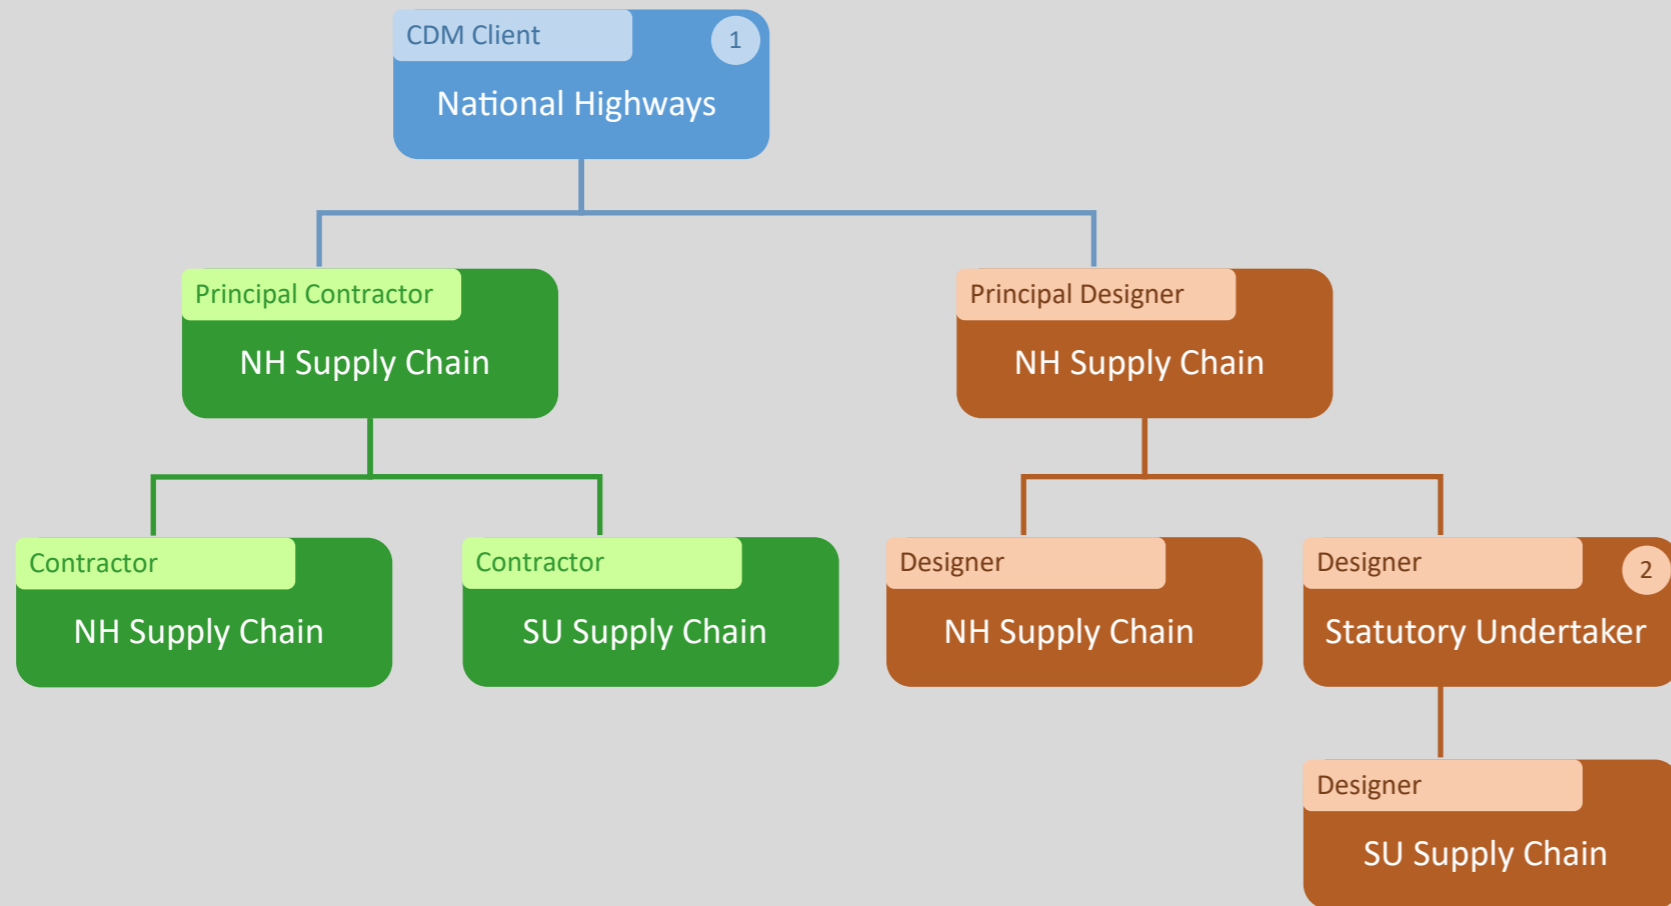 CDM Client
1
National Highways
Principal Contractor
NH Supply Chain
Principal Designer
NH Supply Chain
Contractor
NH Supply Chain
Contractor
SU Supply Chain
Designer
NH Supply Chain
Designer
2
Statutory Undertaker
Designer
SU Supply Chain